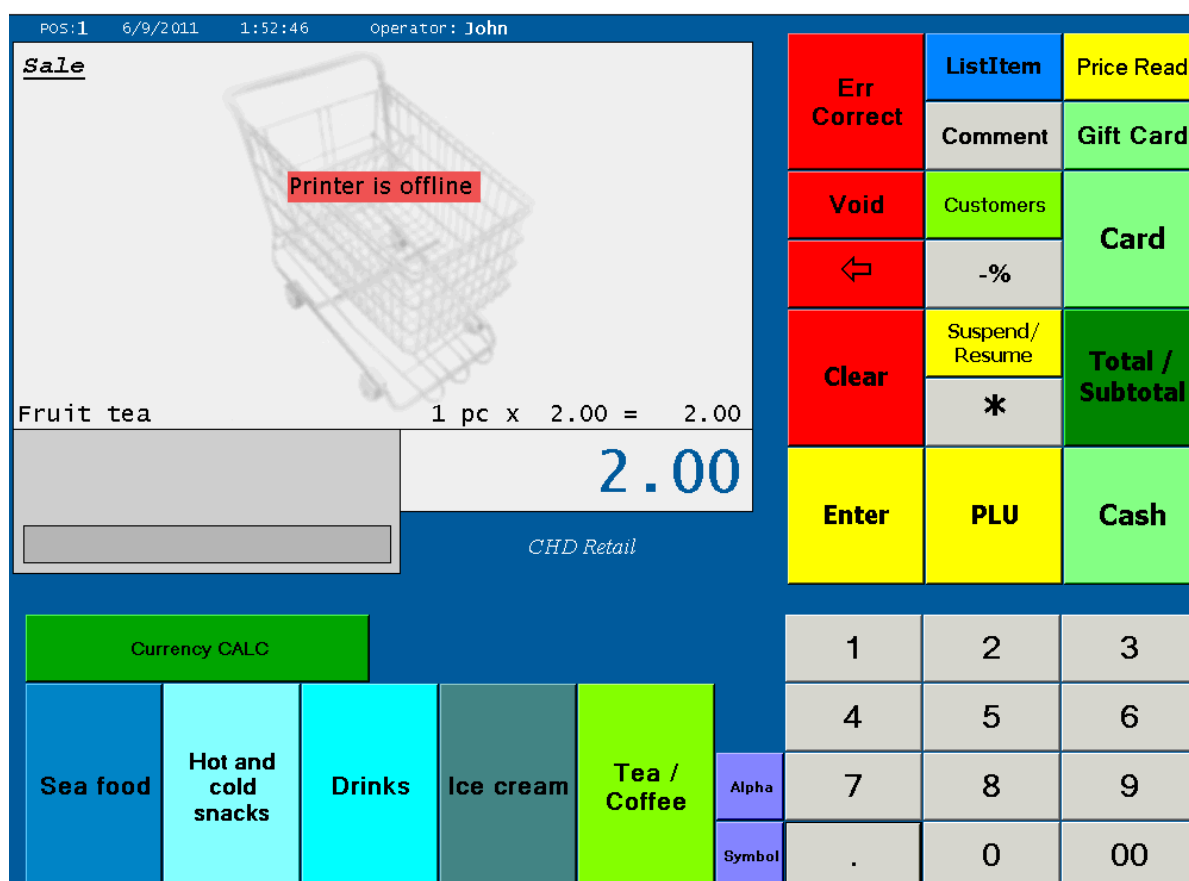 POS:1 6/9/2011 1:52:46 Operator: John
Sale
Printer is offline
Fruit tea 1 pc x 2.00 = 2.00
2.00
CHD Retail
Err
Correct
ListItem
Price Read
Comment
Gift Card
Void
Customers
Card
⇦
-%
Clear
Suspend/
Resume
Total /
Subtotal
*
Enter
PLU
Cash
Currency CALC
Sea food
Hot and
cold
snacks
Drinks
Ice cream
Tea /
Coffee
Alpha
Symbol
1 2 3
4 5 6
7 8 9
. 0 00